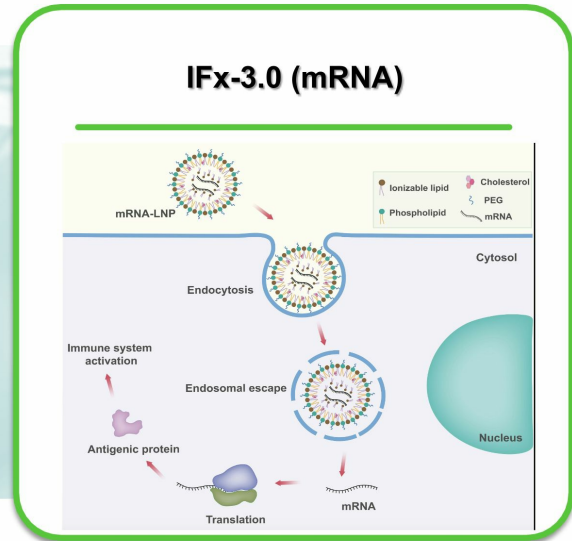 IFx-3.0 (mRNA)
Ionizable lipid
Cholesterol
PEG
Phospholipid
mRNA
mRNA-LNP
Cytosol
Endocytosis
Immune system
activation
Endosomal escape
Antigenic protein
Nucleus
mRNA
Translation